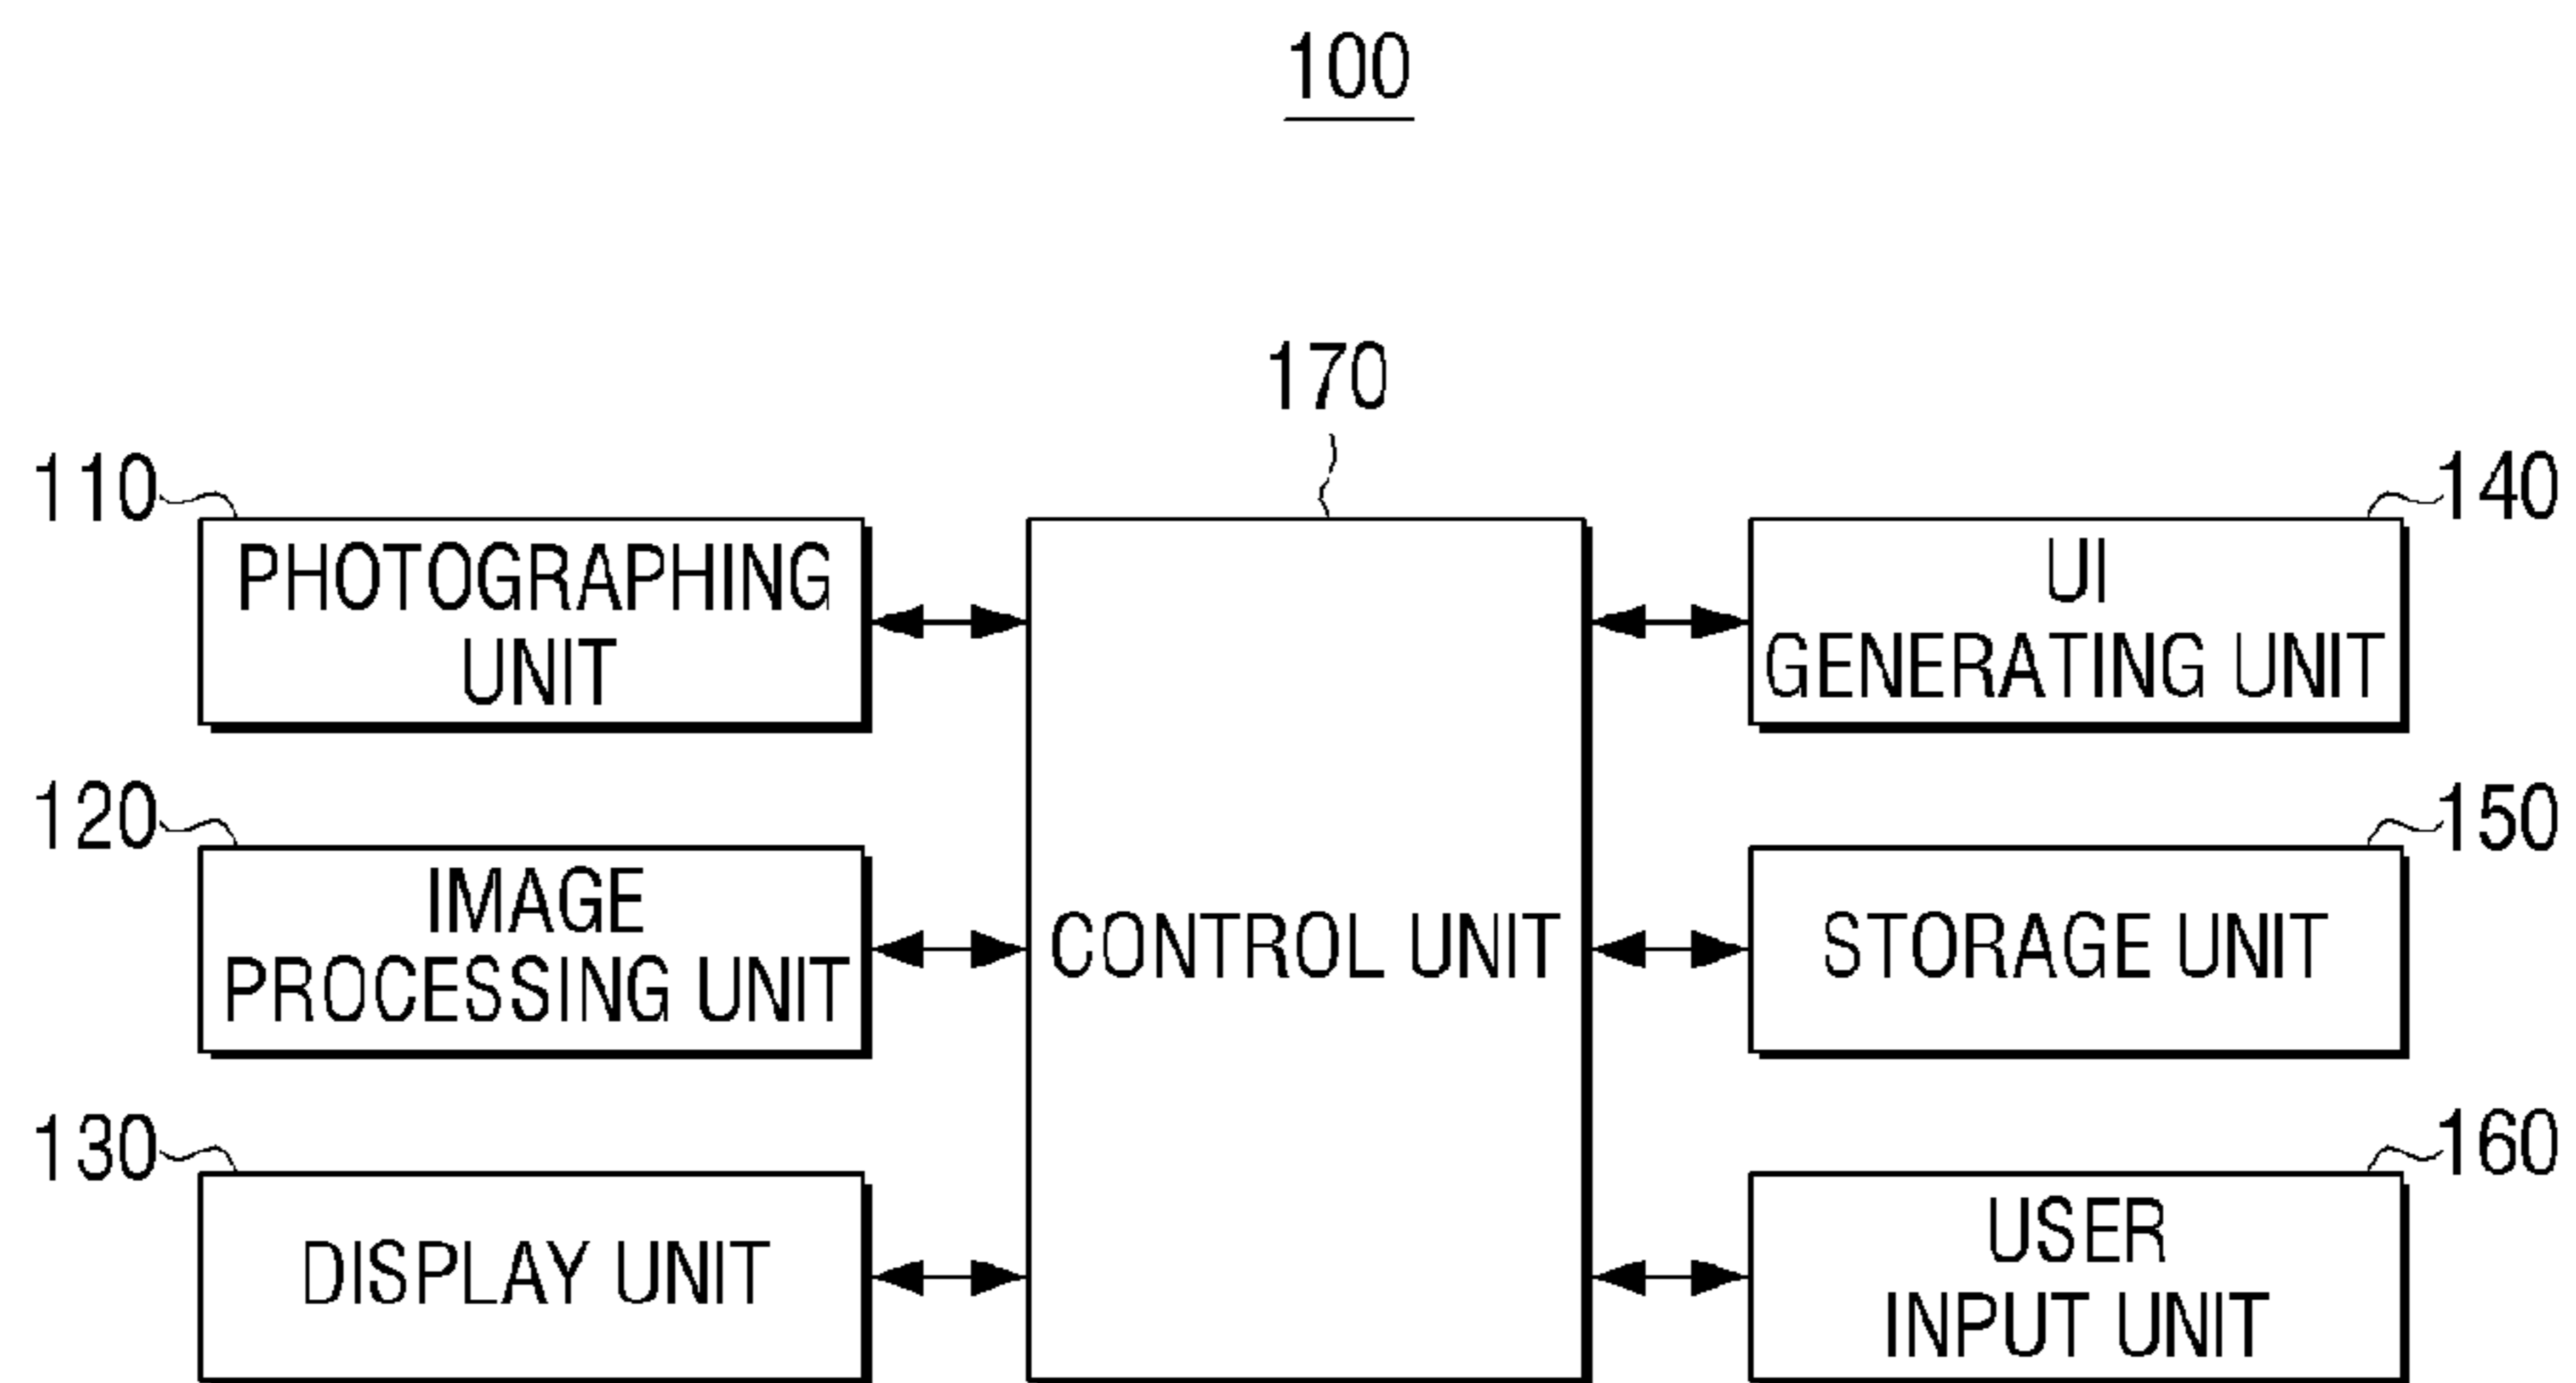 100
170
110
PHOTOGRAPHING
UNIT
120
IMAGE
PROCESSING UNIT
130
DISPLAY UNIT
CONTROL UNIT
140
UI
GENERATING UNIT
150
STORAGE UNIT
160
USER
INPUT UNIT